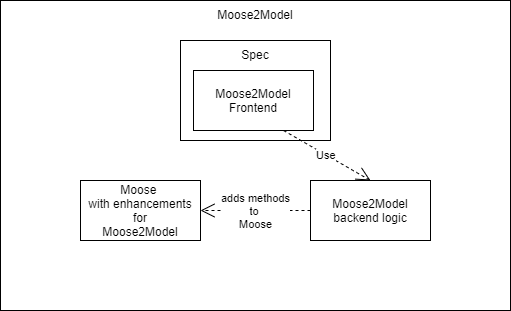 Moose2Model
Spec
Moose2Model
Frontend
Use
Moose
with enhancements
for
Moose2Model
adds methods
to
Moose
Moose2Model
backend logic